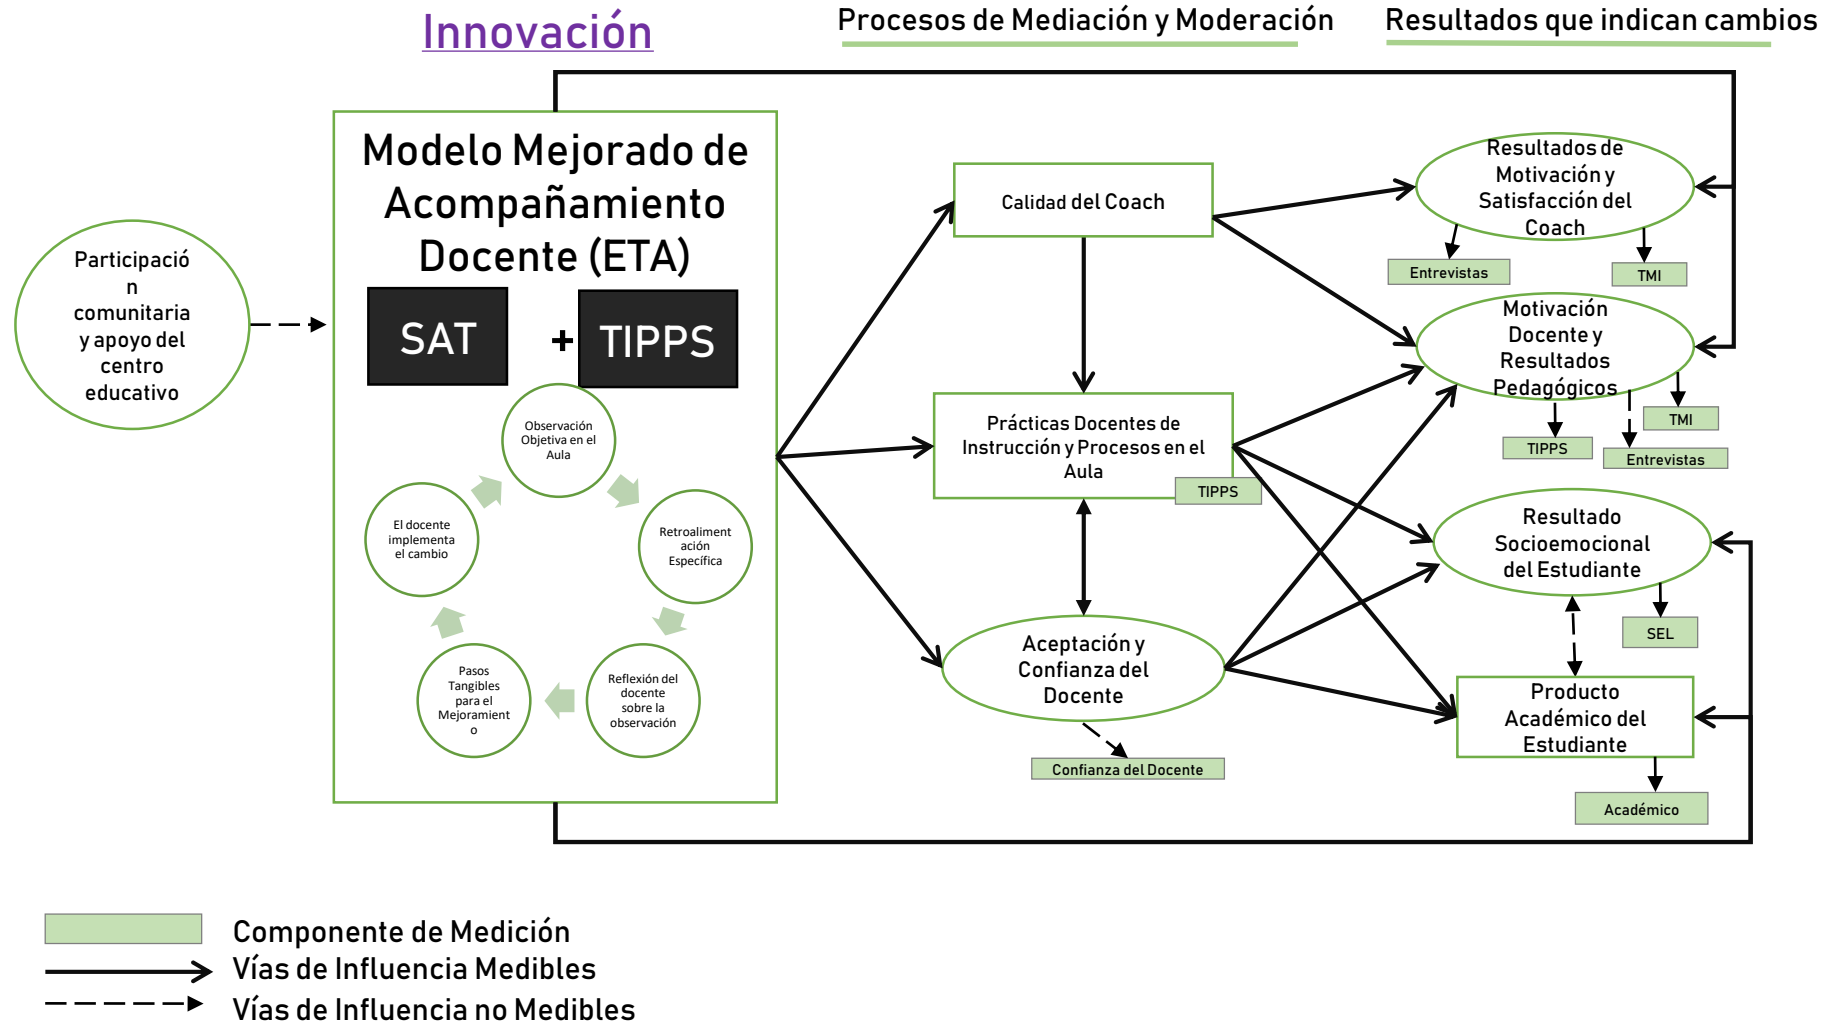 Innovación
Procesos de Mediación y Moderación
Resultados que indican cambios
Participació
n
comunitaria
y apoyo del
centro
educativo
Modelo Mejorado de
Acompañamiento
Docente (ETA)
SAT
+
TIPPS
Observación
Objetiva en el
Aula
Retroaliment
ación
Específica
Reflexión del
docente
sobre la
observación
Pasos
Tangibles
para el
Mejoramient
o
El docente
implementa
el cambio
Calidad del Coach
Prácticas Docentes de
Instrucción y Procesos en el
Aula
TIPPS
Aceptación y
Confianza del
Docente
Confianza del Docente
Resultados de
Motivación y
Satisfacción del
Coach
Entrevistas
TMI
Motivación
Docente y
Resultados
Pedagógicos
TIPPS
Entrevistas
TMI
Resultado
Socioemocional
del Estudiante
SEL
Producto
Académico del
Estudiante
Académico
Componente de Medición
Vías de Influencia Medibles
Vías de Influencia no Medibles